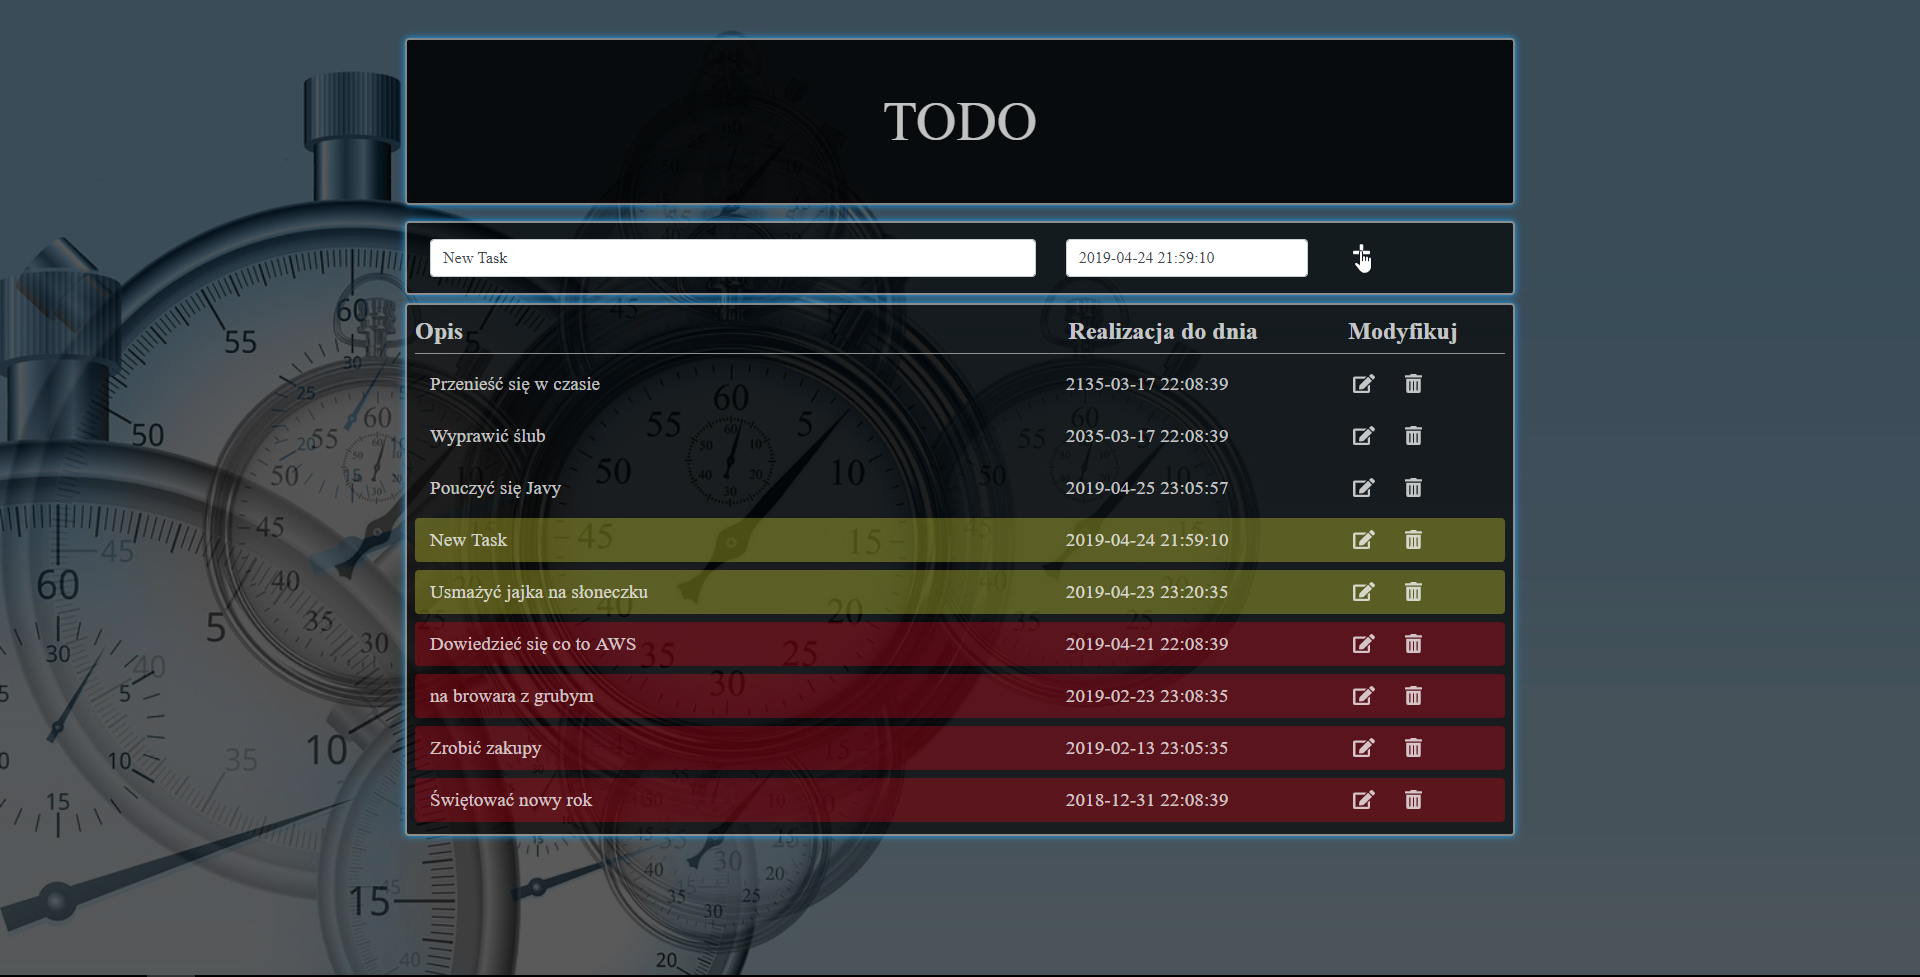 TODO
New Task 2019-04-24 21:59:10
Opis Realizacja do dnia Modyfikuj
Przenieść się w czasie 2135-03-17 22:08:39
Wyprawić ślub 2035-03-17 22:08:39
Pouczyć się Javy 2019-04-25 23:05:57
New Task 2019-04-24 21:59:10
Usmażyć jajka na słoneczku 2019-04-23 23:20:35
Dowiedzieć się co to AWS 2019-04-21 22:08:39
na browara z grubym 2019-02-23 23:08:35
Zrobić zakupy 2019-02-13 23:05:35
Świętować nowy rok 2018-12-31 22:08:39